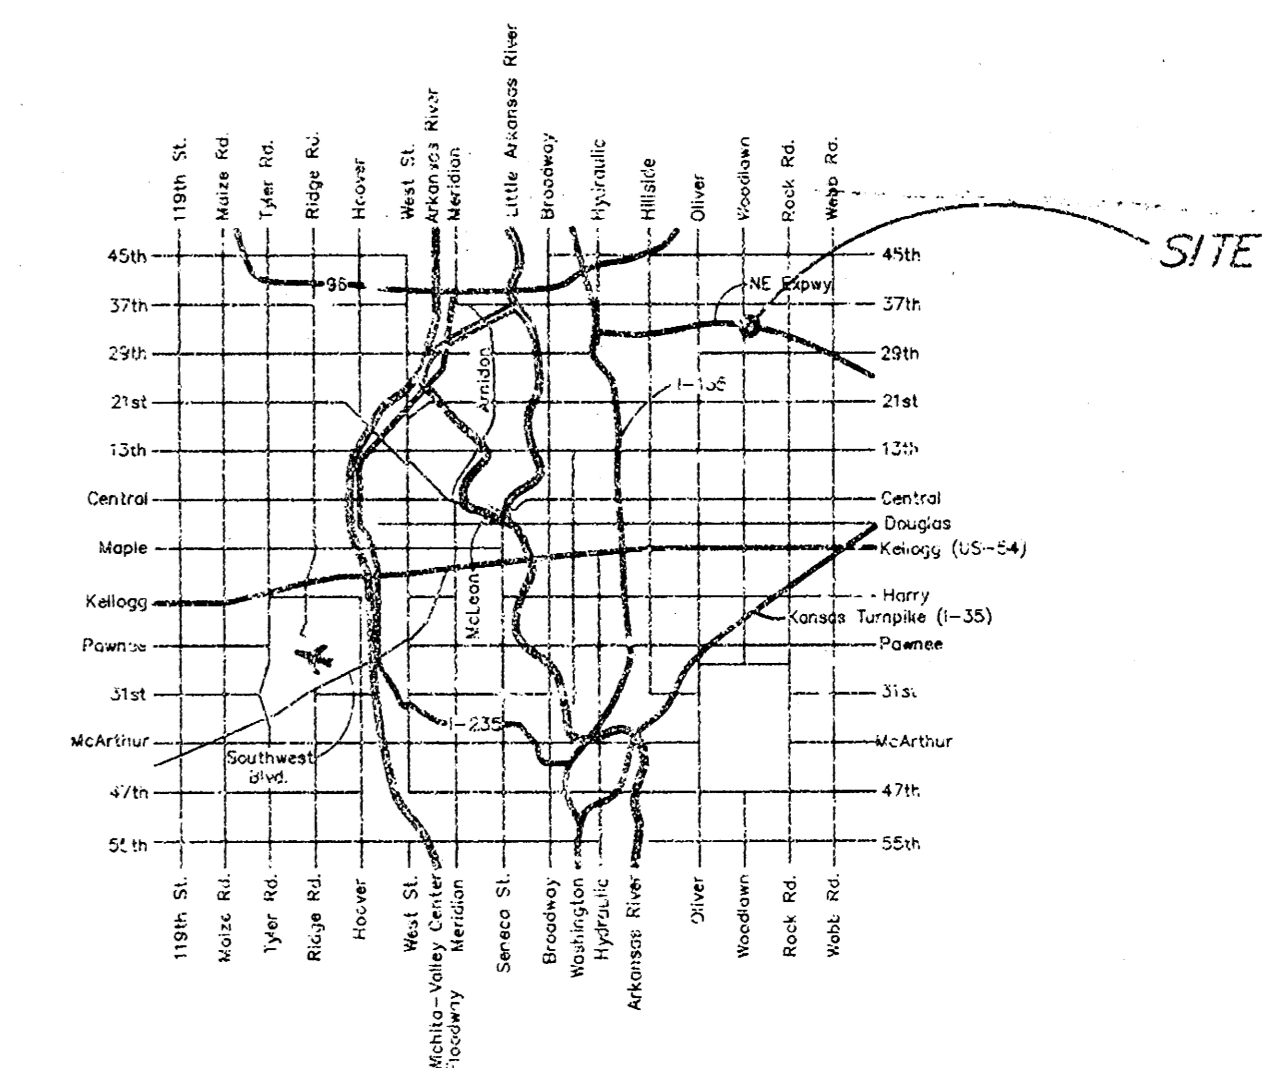 119th St.
Maize Rd.
Tyler Rd.
Ridge Rd.
Hoover
West St.
Arkansas River
Meridian
Little Arkansas River
Broadway
Hydraulic
Hillside
Oliver
Woodlawn
Rock Rd.
Webb Rd.
SITE
45th
45th
96
NE Expwy
37th
37th
29th
29th
Amidon
I-135
21st
21st
13th
13th
Central
Central
Douglas
Maple
Kellogg (US-54)
Kellogg
McLean
Harry
Kansas Turnpike (I-35)
Pawnee
Pawnee
31st
31st
I-235
McArthur
McArthur
Southwest
Blvd.
47th
47th
55th
55th
119th St.
Maize Rd.
Tyler Rd.
Ridge Rd.
Hoover
West St.
Wichita-Valley Center
Floodway
Meridian
Seneca St.
Broadway
Washington
Hydraulic
Arkansas River
Oliver
Woodlawn
Rock Rd.
Webb Rd.